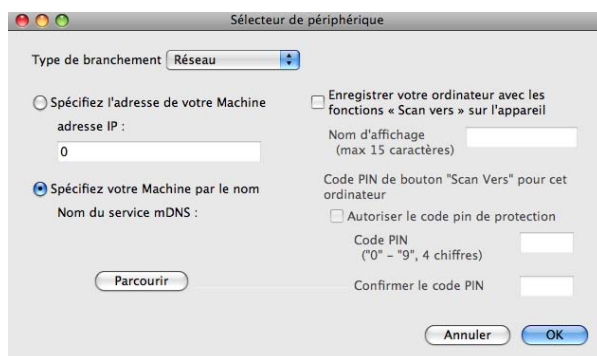 Sélecteur de périphérique
Type de branchement Réseau
Spécifiez l'adresse de votre Machine
adresse IP :
0
Spécifiez votre Machine par le nom
Nom du service mDNS :
Parcourir
Enregistrer votre ordinateur avec les
fonctions « Scan vers » sur l'appareil
Nom d'affichage
(max 15 caractères)
Code PIN de bouton "Scan Vers" pour cet
ordinateur
Autoriser le code pin de protection
Code PIN
("0" – "9", 4 chiffres)
Confirmer le code PIN
Annuler
OK